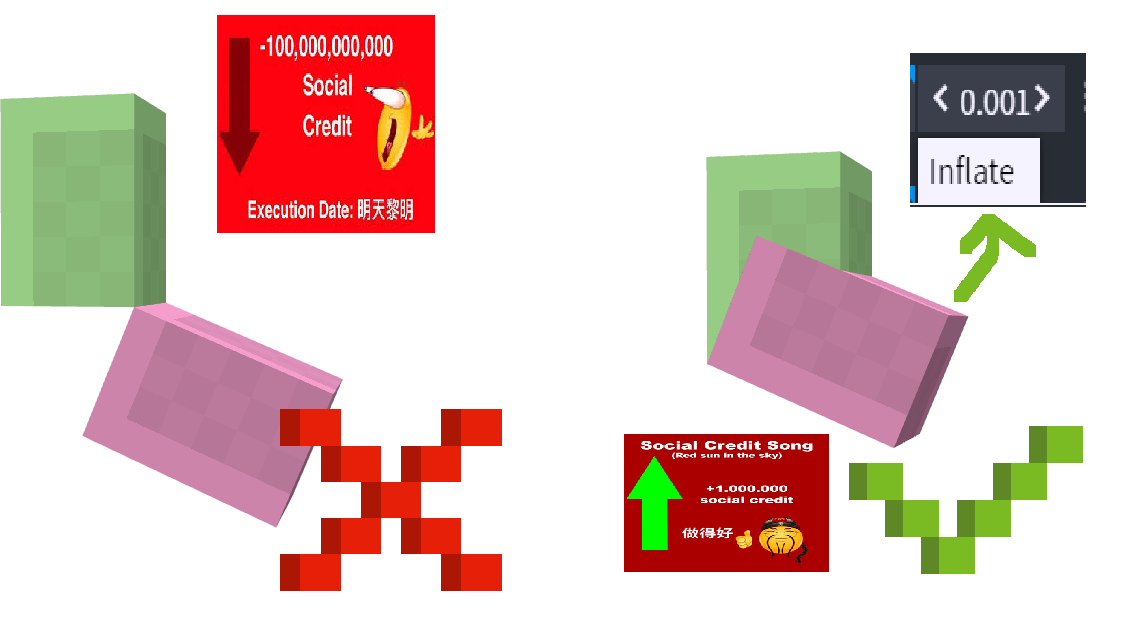 -100,000,000,000
Social
Credit
Execution Date: 明天黎明
0.001
Inflate
Social Credit Song
(Red sun in the sky)
+1.000.000
social credit
做得好